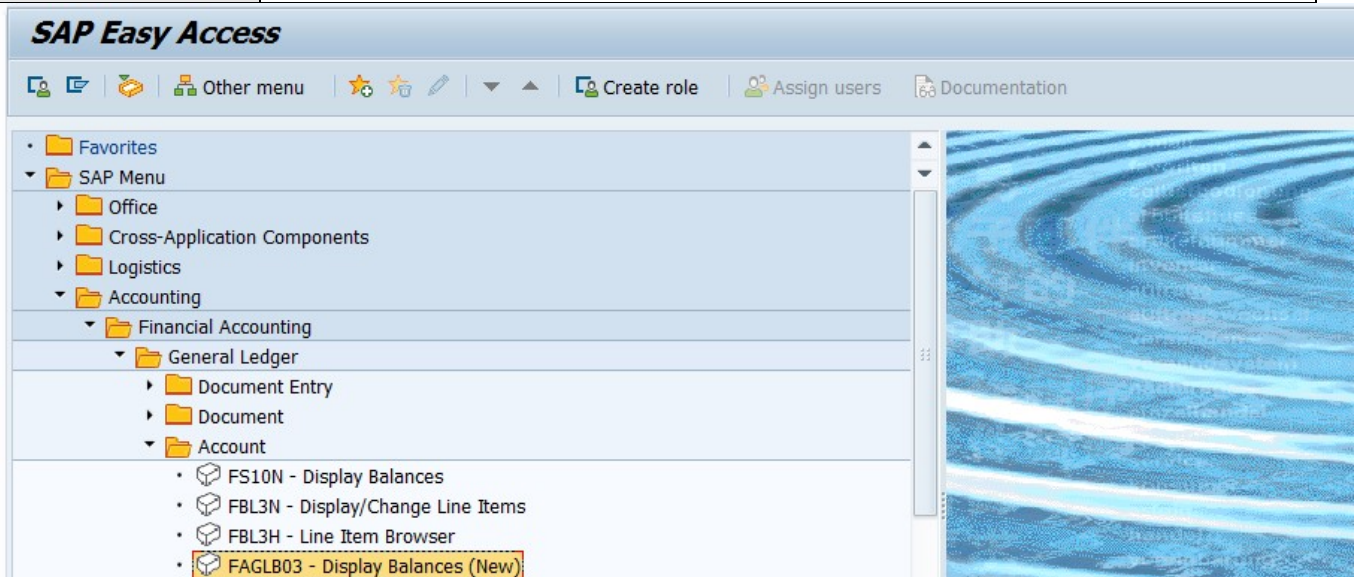 SAP Easy Access
Other menu Create role Assign users Documentation
Favorites
SAP Menu
Office
Cross-Application Components
Logistics
Accounting
Financial Accounting
General Ledger
Document Entry
Document
Account
FS10N - Display Balances
FBL3N - Display/Change Line Items
FBL3H - Line Item Browser
FAGLB03 - Display Balances (New)